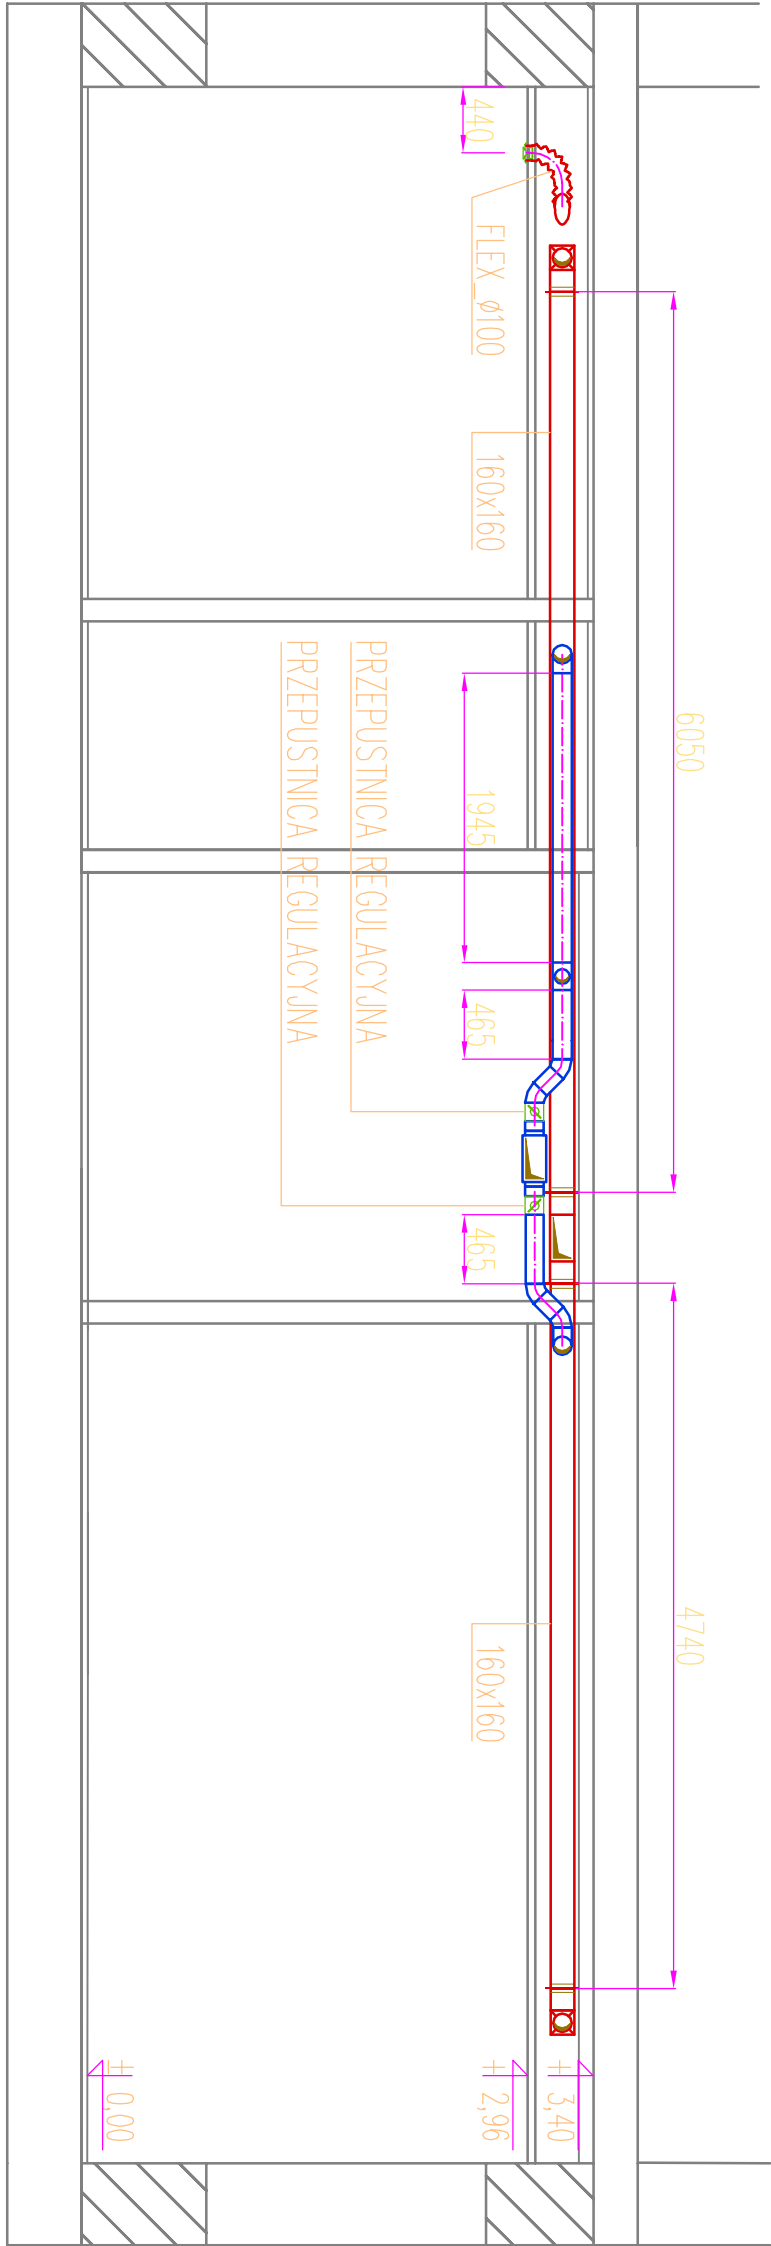 440
FLEX_ø100
160x160
6050
PRZEPUSTNICA REGULACYJNA
PRZEPUSTNICA REGULACYJNA
1945
465
465
4740
160x160
± 3,40
± 2,96
± 0,00